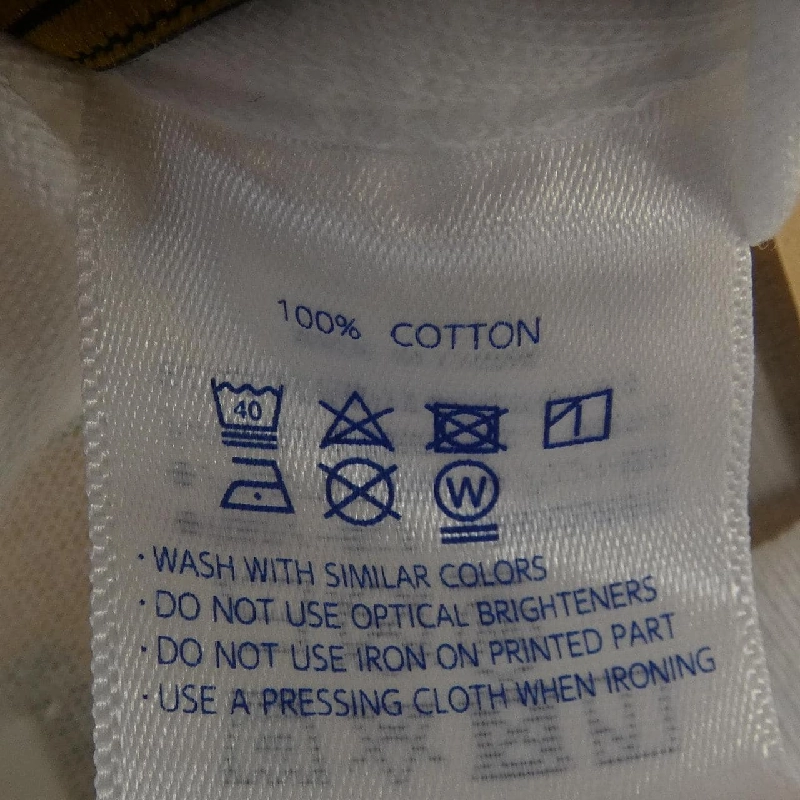 100% COTTON
40
W
· WASH WITH SIMILAR COLORS
· DO NOT USE OPTICAL BRIGHTENERS
· DO NOT USE IRON ON PRINTED PART
· USE A PRESSING CLOTH WHEN IRONING